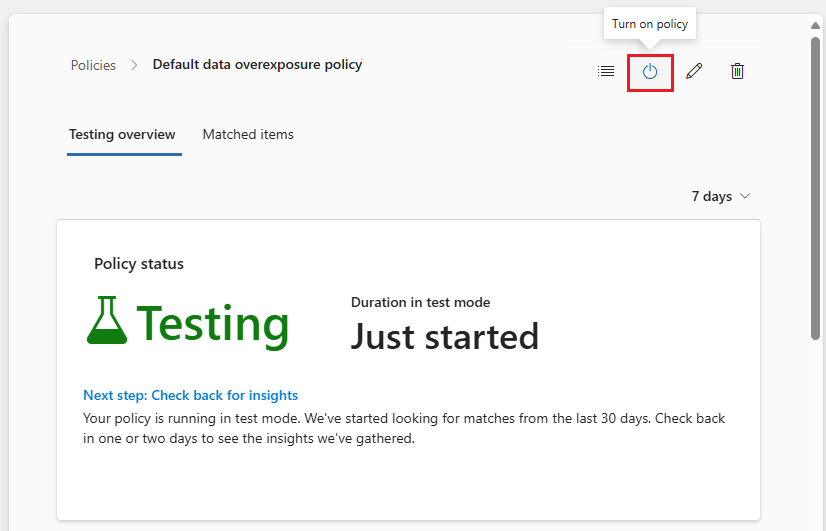 Turn on policy
Policies > Default data overexposure policy
Testing overview Matched items
7 days
Policy status
Testing
Duration in test mode
Just started
Next step: Check back for insights
Your policy is running in test mode. We've started looking for matches from the last 30 days. Check back
in one or two days to see the insights we've gathered.